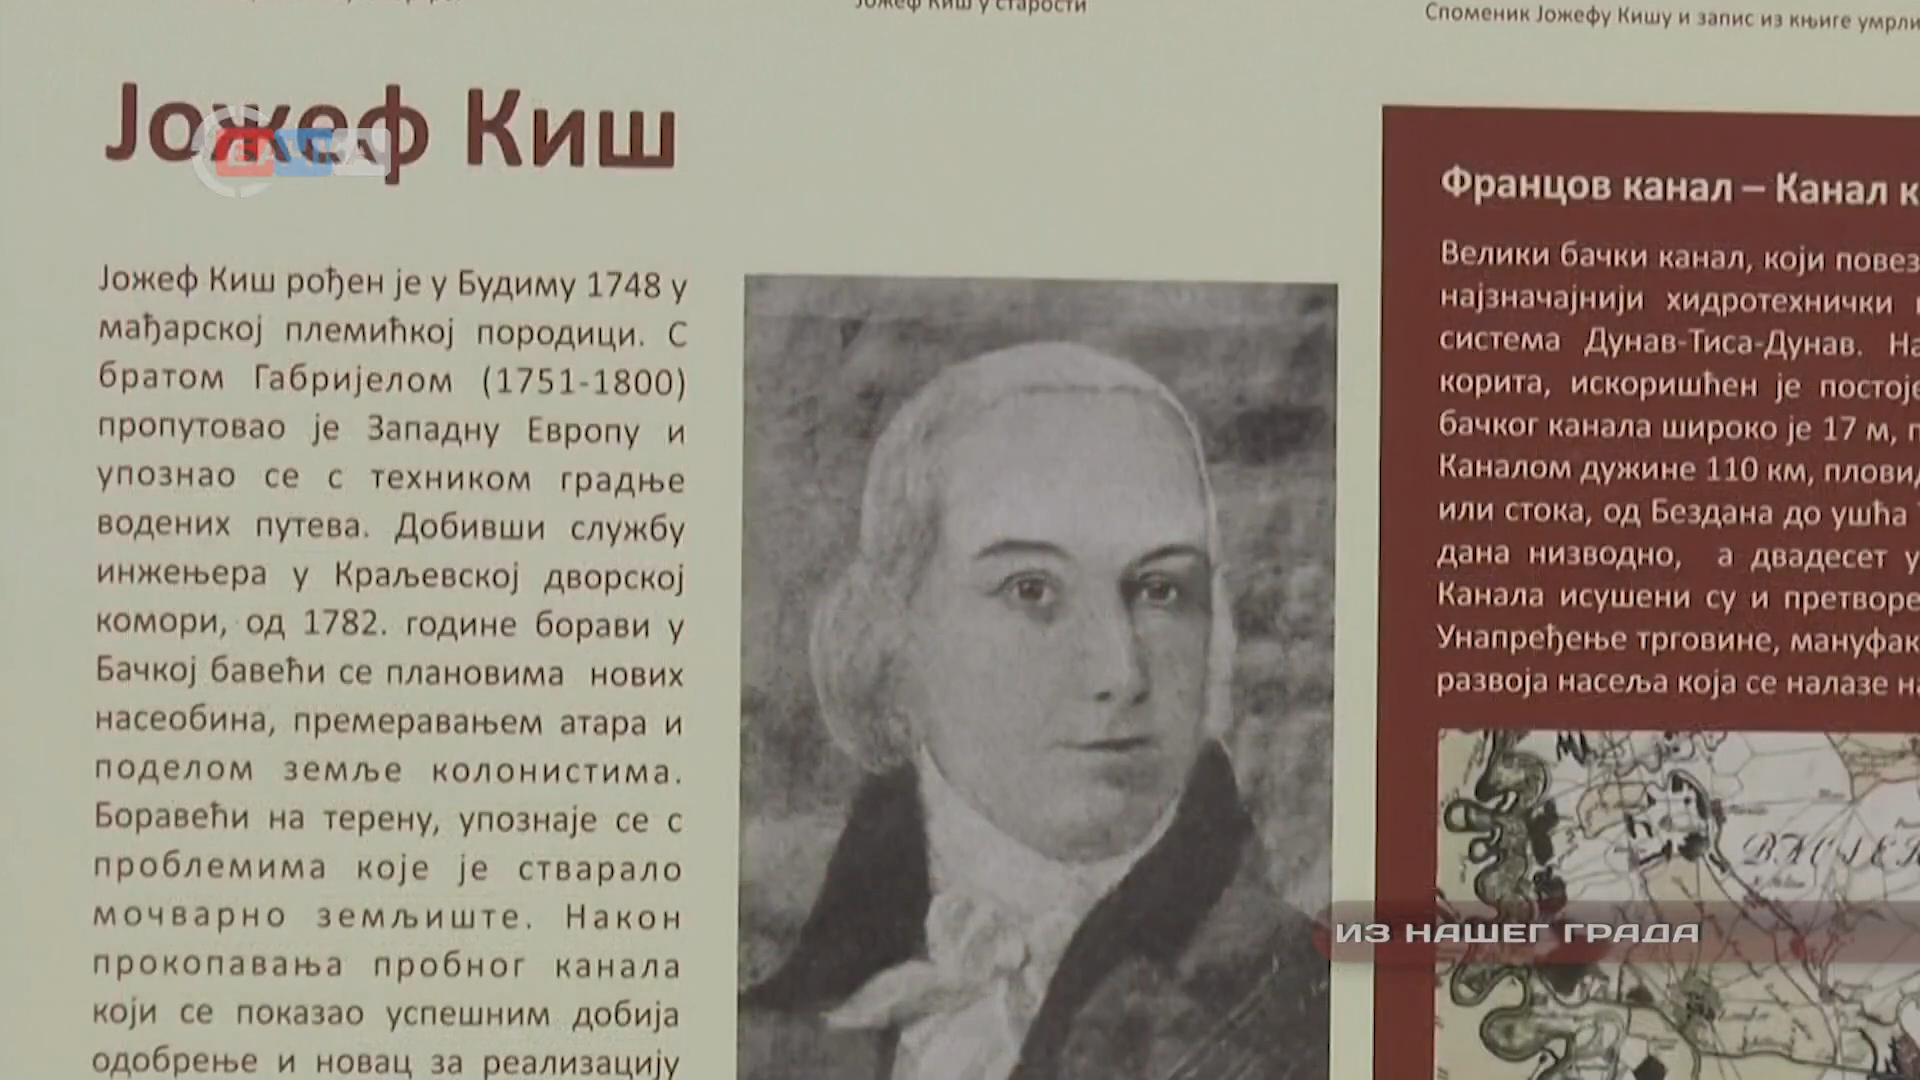 Јожеф Киш у старости
Споменик Јожефу Кишу и запис из књиге умрли
Јожеф Киш
Јожеф Киш рођен је у Будиму 1748 у
мађарској племићкој породици. С
братом Габријелом (1751-1800)
пропутовао је Западну Европу и
упознао се с техником градње
водених путева. Добивши службу
инжењера у Краљевској дворској
комори, од 1782. године борави у
Бачкој бавећи се плановима нових
насеобина, премеравањем атара и
поделом земље колонистима.
Боравећи на терену, упознаје се с
проблемима које је стварало
мочварно земљиште. Након
прокопавања пробног канала
који се показао успешним добија
одобрење и новац за реализацију
Францов канал – Канал к
Велики бачки канал, који повез
најзначајнији хидротехнички
система Дунав-Тиса-Дунав. На
корита, искоришћен је постоје
бачког канала широко је 17 м, п
Каналом дужине 110 км, пловид
или стока, од Бездана до ушћа
дана низводно, а двадесет у
Канала исушени су и претворе
Унапређење трговине, мануфак
развоја насеља која се налазе на
ИЗ НАШЕГ ГРАДА